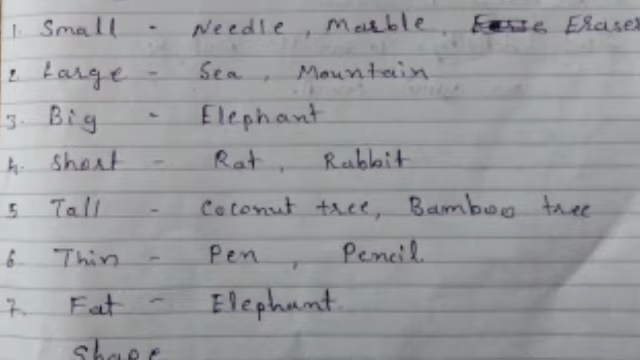 1. Small - Needle, Marble, Eraser
2. Large - Sea, Mountain
3. Big - Elephant
4. Short - Rat, Rabbit
5 Tall - Coconut tree, Bamboo tree
6 Thin - Pen, Pencil
7. Fat - Elephant
Shape